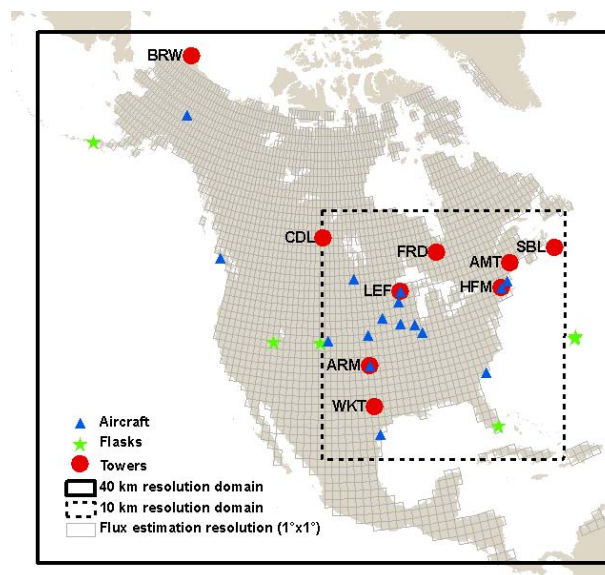 BRW
CDL
FRD
SBL
AMT
LEF
HFM
ARM
WKT
Aircraft
Flasks
Towers
40 km resolution domain
10 km resolution domain
Flux estimation resolution (1°x1°)